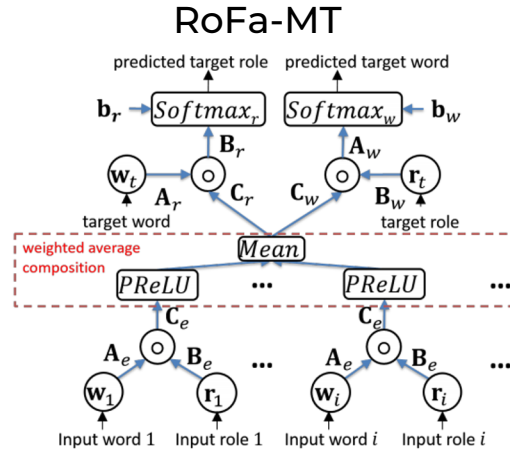 RoFa-MT
predicted target role predicted target word
b_r Softmax_r Softmax_w b_w
B_r A_w
w_t ∘ ∘ r_t
A_r C_r C_w B_w
target word target role
weighted average Mean
composition
PReLU ... PReLU ...
C_e C_e
∘ ∘
A_e B_e ... A_e B_e ...
w_1 r_1 w_i r_i
Input word 1 Input role 1 Input word i Input role i